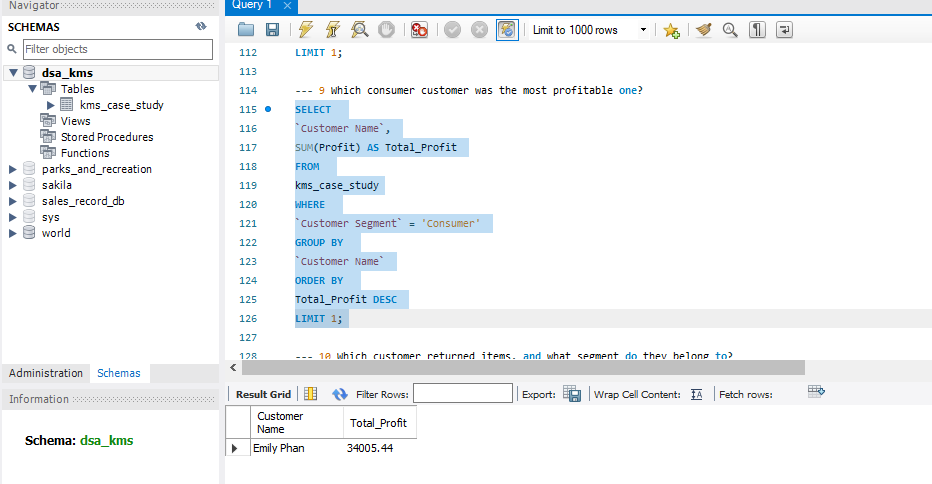 Navigator
SCHEMAS
Filter objects
dsa_kms
Tables
kms_case_study
Views
Stored Procedures
Functions
parks_and_recreation
sakila
sales_record_db
sys
world
Administration Schemas
Information
Schema: dsa_kms
Query 1
Limit to 1000 rows
112 LIMIT 1;
113
114 --- 9 Which consumer customer was the most profitable one?
115 SELECT
116 `Customer Name`,
117 SUM(Profit) AS Total_Profit
118 FROM
119 kms_case_study
120 WHERE
121 `Customer Segment` = 'Consumer'
122 GROUP BY
123 `Customer Name`
124 ORDER BY
125 Total_Profit DESC
126 LIMIT 1;
127
128 --- 10 Which customer returned items, and what segment do they belong to?
Result Grid Filter Rows: Export: Wrap Cell Content: Fetch rows:
Customer Name Total_Profit
Emily Phan 34005.44